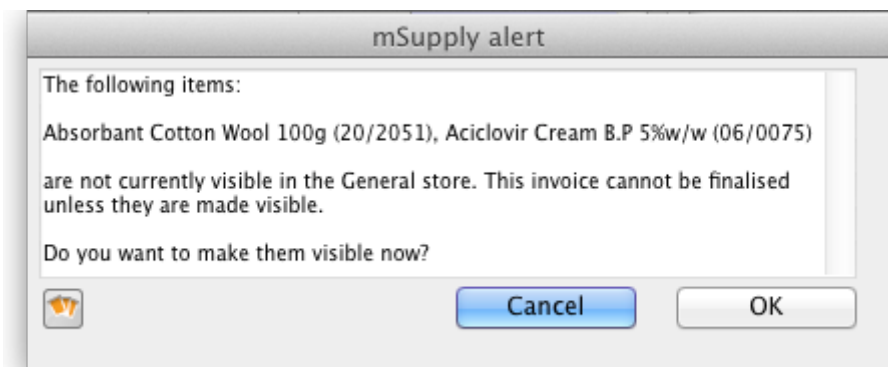 mSupply alert
The following items:
Absorbant Cotton Wool 100g (20/2051), Aciclovir Cream B.P 5%w/w (06/0075)
are not currently visible in the General store. This invoice cannot be finalised
unless they are made visible.
Do you want to make them visible now?
Cancel
OK